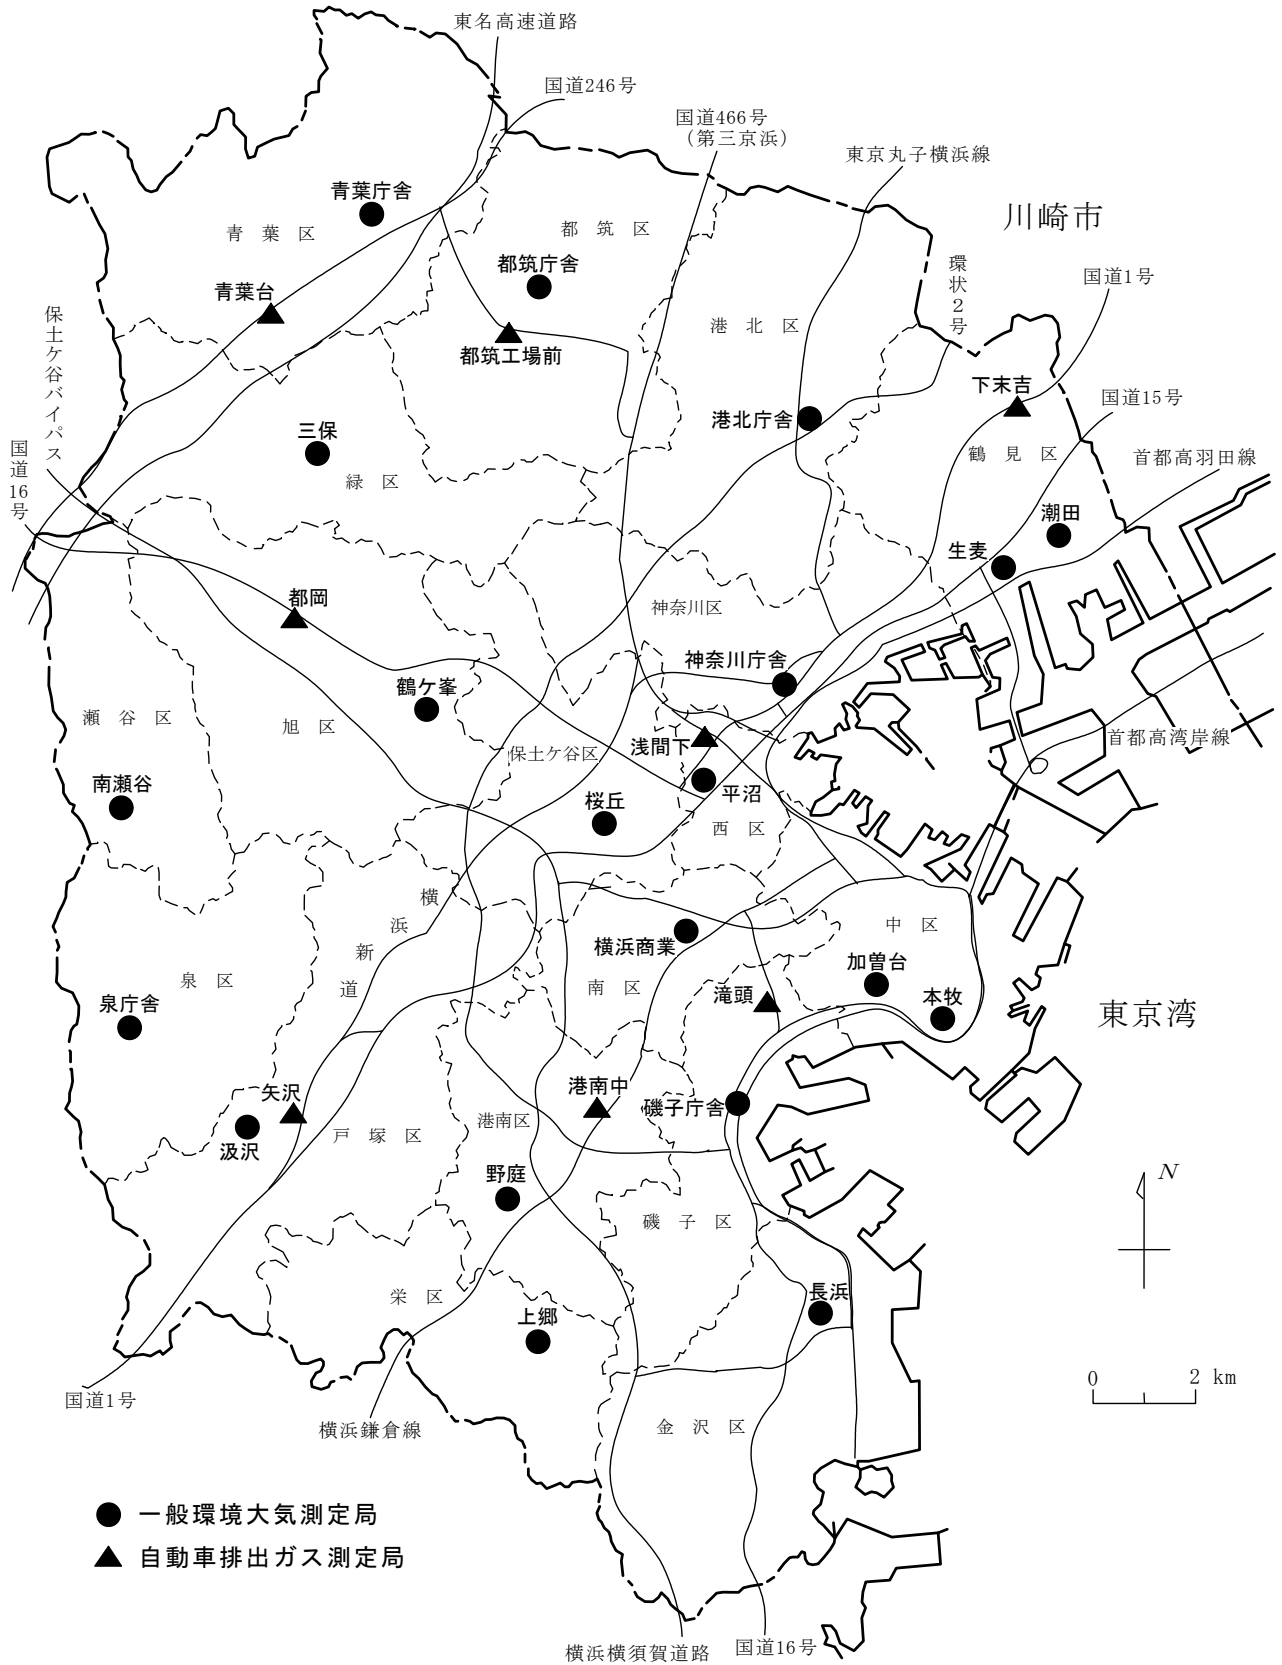 東名高速道路
国道246号
国道466号
（第三京浜）
東京丸子横浜線
川崎市
青葉庁舎
青葉区
都筑区
都筑庁舎
環状２号
国道1号
青葉台
保土ケ谷バイパス
港北区
都筑工場前
下末吉
国道15号
港北庁舎
三保
鶴見区
首都高羽田線
国道16号
緑区
潮田
生麦
都岡
神奈川区
神奈川庁舎
鶴ケ峯
瀬谷区
旭区
保土ケ谷区
浅間下
首都高湾岸線
南瀬谷
桜丘
平沼
西区
横浜新道
中区
横浜商業
加曽台
泉区
南区
滝頭
本牧
泉庁舎
東京湾
矢沢
港南中
磯子庁舎
港南区
戸塚区
汲沢
野庭
N
磯子区
栄区
長浜
上郷
0 2 km
国道1号
横浜鎌倉線
金沢区
一般環境大気測定局
自動車排出ガス測定局
横浜横須賀道路
国道16号